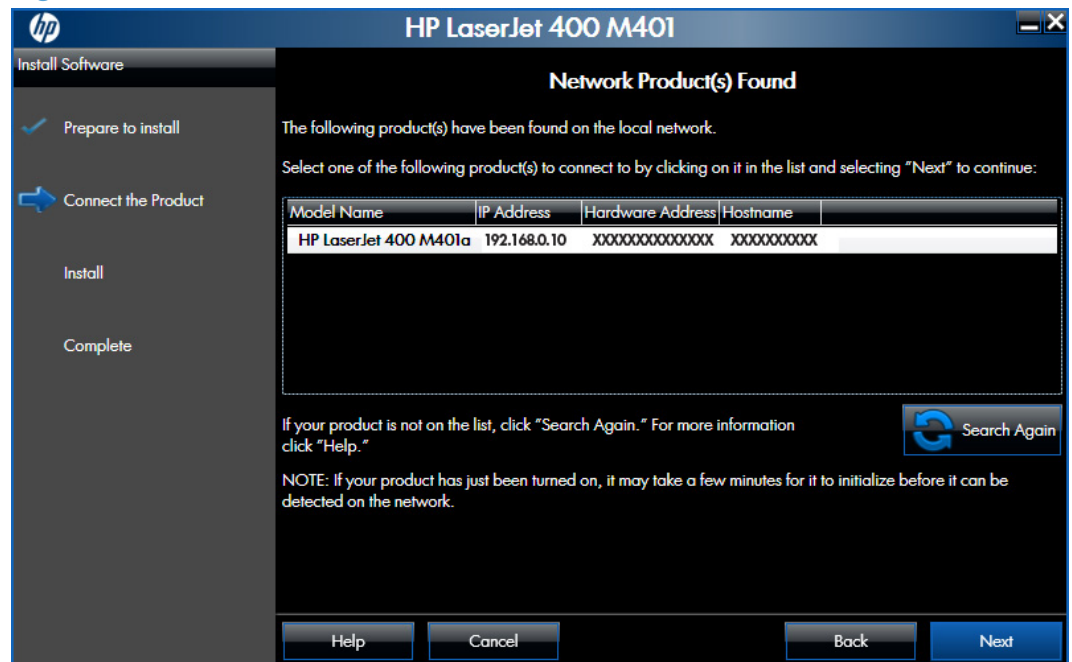 hp
HP LaserJet 400 M401
Install Software
Prepare to install
Connect the Product
Install
Complete
Network Product(s) Found
The following product(s) have been found on the local network.
Select one of the following product(s) to connect to by clicking on it in the list and selecting "Next" to continue:
Model Name IP Address Hardware Address Hostname
HP LaserJet 400 M401a 192.168.0.10 XXXXXXXXXXXXXX XXXXXXXXXX
If your product is not on the list, click "Search Again." For more information
click "Help."
Search Again
NOTE: If your product has just been turned on, it may take a few minutes for it to initialize before it can be
detected on the network.
Help Cancel Back Next